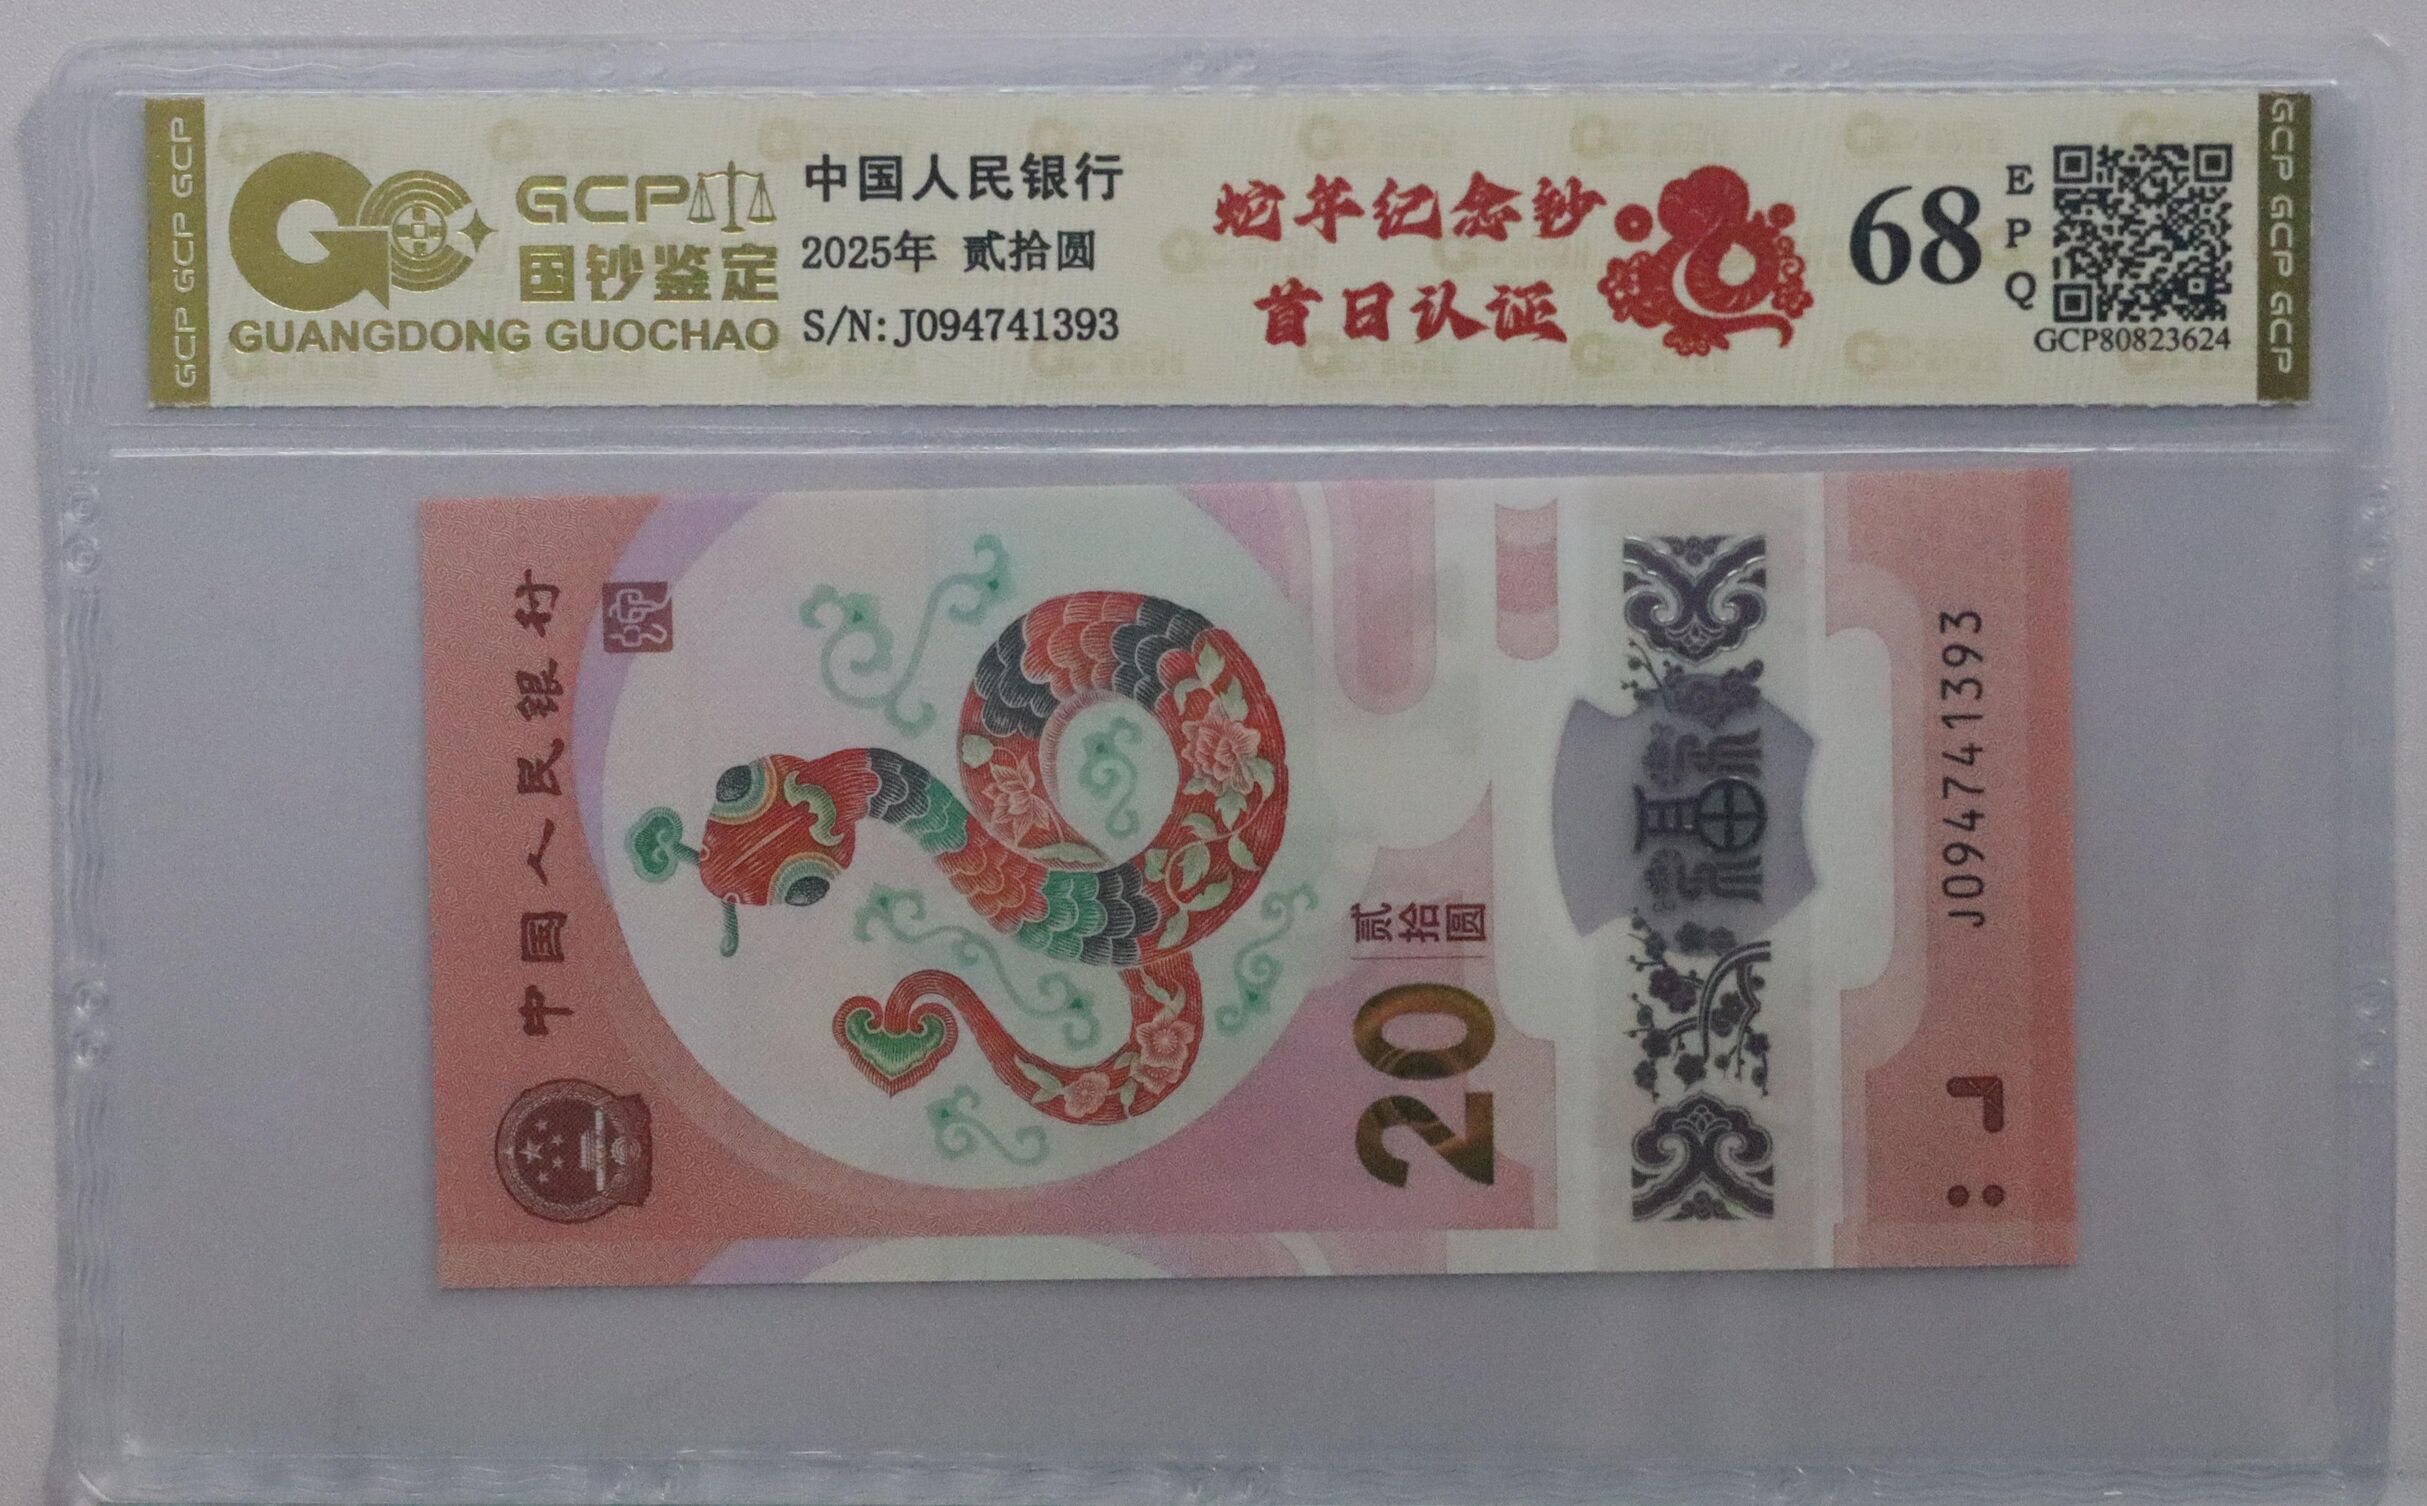 GCP GCP GCP
GCP
国钞鉴定
GUANGDONG GUOCHAO
中国人民银行
2025年 贰拾圆
S/N:J094741393
蛇年纪念钞
首日认证
68
EPQ
GCP80823624
GCP GCP GCP
中国人民银行
20
贰拾圆
福
J094741393